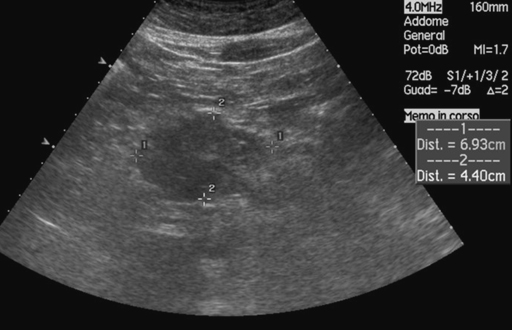 4.0MHz 160mm
Addome
General
Pot=0dB MI=1.7
72dB S1/+1/3/ 2
Guad= -7dB Δ=2
Memo in corso
----1----
Dist. = 6.93cm
----2----
Dist. = 4.40cm
2
1
1
2